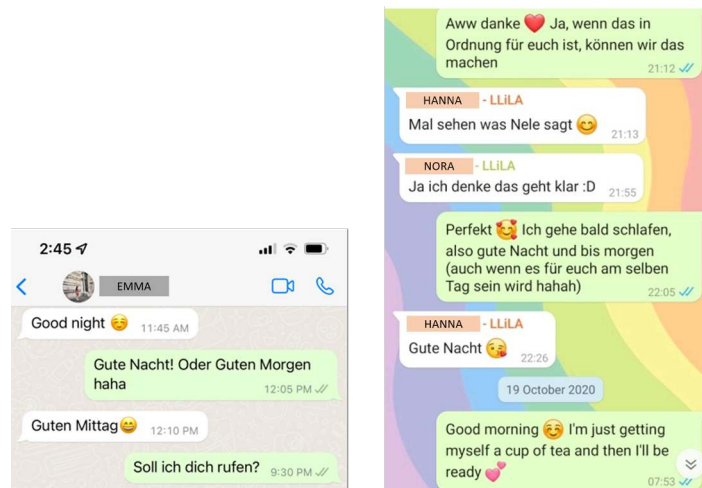 2:45
EMMA
Good night ☺️
11:45 AM
Gute Nacht! Oder Guten Morgen
haha
12:05 PM
Guten Mittag😄
12:10 PM
Soll ich dich rufen?
9:30 PM
Aww danke ❤️ Ja, wenn das in
Ordnung für euch ist, können wir das
machen
21:12
HANNA - LLiLA
Mal sehen was Nele sagt 😊
21:13
NORA - LLiLA
Ja ich denke das geht klar :D
21:55
Perfekt 🥰 Ich gehe bald schlafen,
also gute Nacht und bis morgen
(auch wenn es für euch am selben
Tag sein wird hahah)
22:05
HANNA - LLiLA
Gute Nacht 😘
22:26
19 October 2020
Good morning ☺️ I'm just getting
myself a cup of tea and then I'll be
ready 💕
07:53